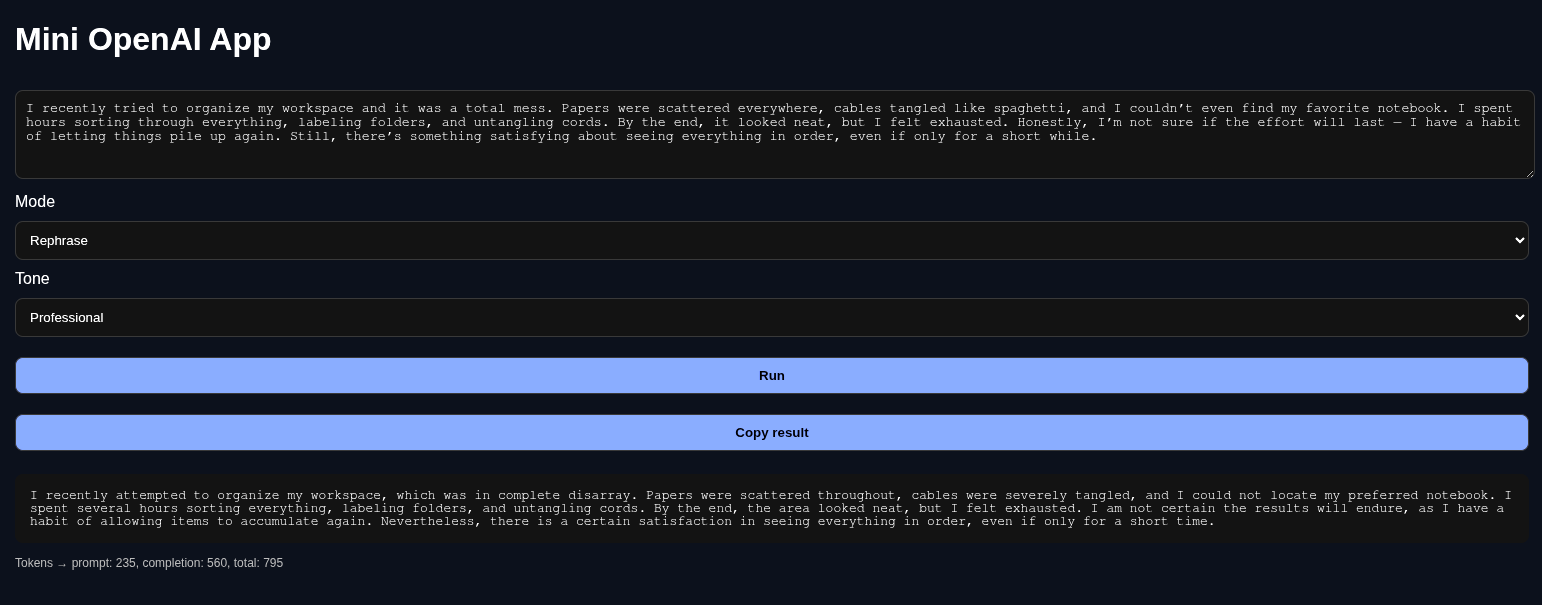 Mini OpenAI App
I recently tried to organize my workspace and it was a total mess. Papers were scattered everywhere, cables tangled like spaghetti, and I couldn’t even find my favorite notebook. I spent
hours sorting through everything, labeling folders, and untangling cords. By the end, it looked neat, but I felt exhausted. Honestly, I’m not sure if the effort will last — I have a habit
of letting things pile up again. Still, there’s something satisfying about seeing everything in order, even if only for a short while.
Mode
Rephrase
Tone
Professional
Run
Copy result
I recently attempted to organize my workspace, which was in complete disarray. Papers were scattered throughout, cables were severely tangled, and I could not locate my preferred notebook. I
spent several hours sorting everything, labeling folders, and untangling cords. By the end, the area looked neat, but I felt exhausted. I am not certain the results will endure, as I have a
habit of allowing items to accumulate again. Nevertheless, there is a certain satisfaction in seeing everything in order, even if only for a short time.
Tokens → prompt: 235, completion: 560, total: 795